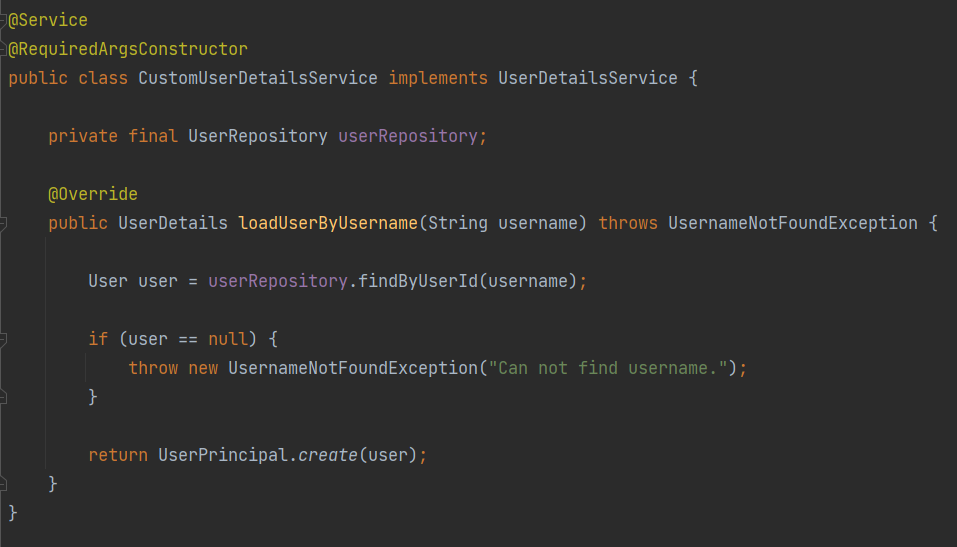 @Service
@RequiredArgsConstructor
public class CustomUserDetailsService implements UserDetailsService {
private final UserRepository userRepository;
@Override
public UserDetails loadUserByUsername(String username) throws UsernameNotFoundException {
User user = userRepository.findByUserId(username);
if (user == null) {
throw new UsernameNotFoundException("Can not find username.");
}
return UserPrincipal.create(user);
}
}